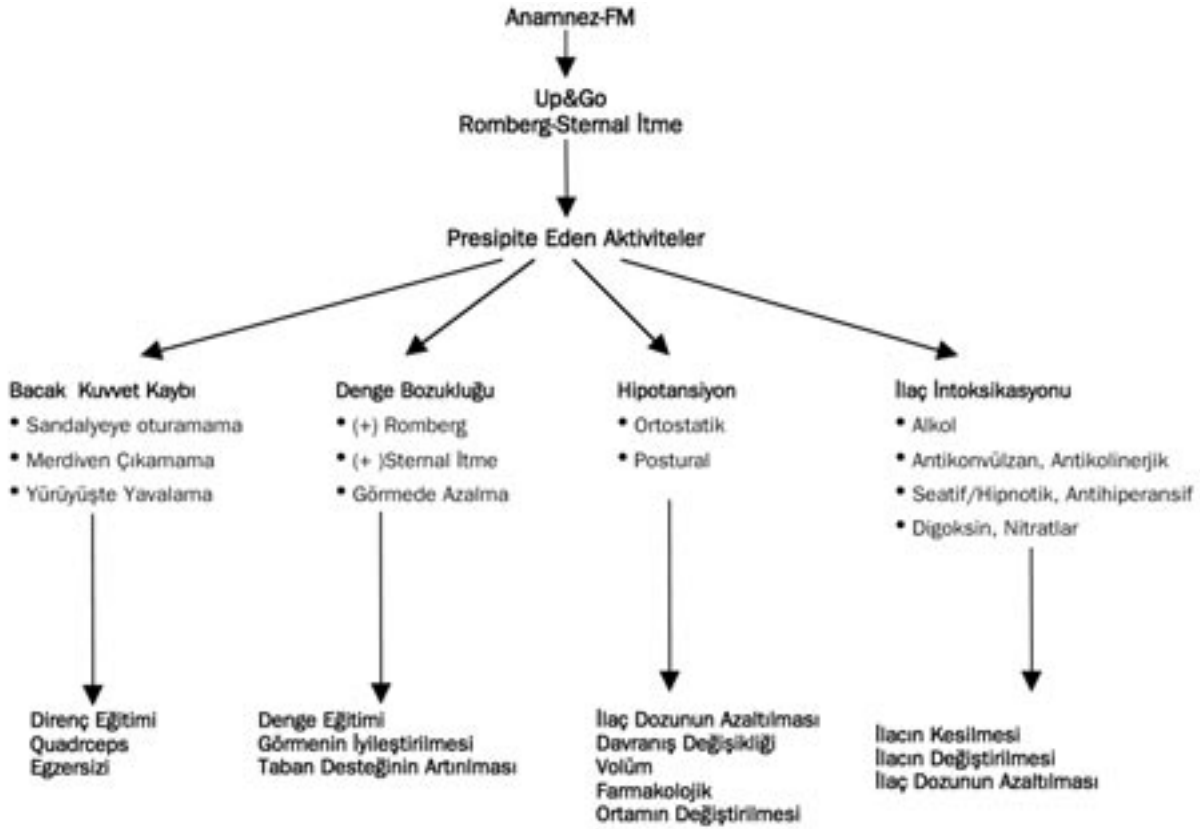 Anamnez-FM
Up&Go
Romberg-Sternal İtme
Presipite Eden Aktiviteler
Bacak Kuvvet Kaybı
• Sandalyeye oturamama
• Merdiven Çıkamama
• Yürüyüşte Yavalama
Denge Bozukluğu
• (+) Romberg
• (+ )Sternal İtme
• Görmede Azalma
Hipotansiyon
• Ortostatik
• Postural
İlaç İntoksikasyonu
• Alkol
• Antikonvülzan, Antikolinerjik
• Seatif/Hipnotik, Antihiperansif
• Digoksin, Nitratlar
Direnç Eğitimi
Quadrceps
Egzersizi
Denge Eğitimi
Görmenin İyileştirilmesi
Taban Desteğinin Artırılması
İlaç Dozunun Azaltılması
Davranış Değişikliği
Volüm
Farmakolojik
Ortamın Değiştirilmesi
İlacın Kesilmesi
İlacın Değiştirilmesi
İlaç Dozunun Azaltılması